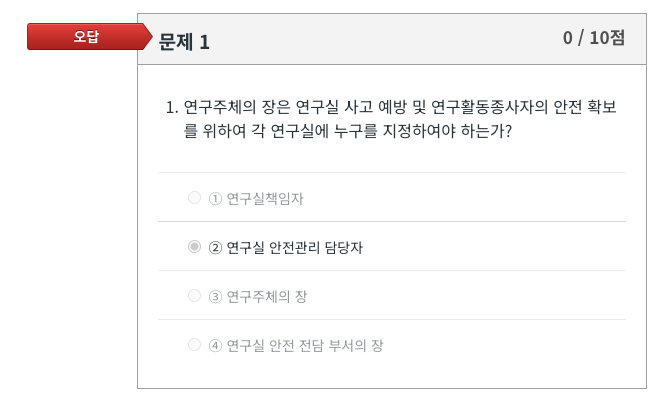 오답
문제 1
0 / 10점
1. 연구주체의 장은 연구실 사고 예방 및 연구활동종사자의 안전 확보
를 위하여 각 연구실에 누구를 지정하여야 하는가?
① 연구실책임자
② 연구실 안전관리 담당자
③ 연구주체의 장
④ 연구실 안전 전담 부서의 장